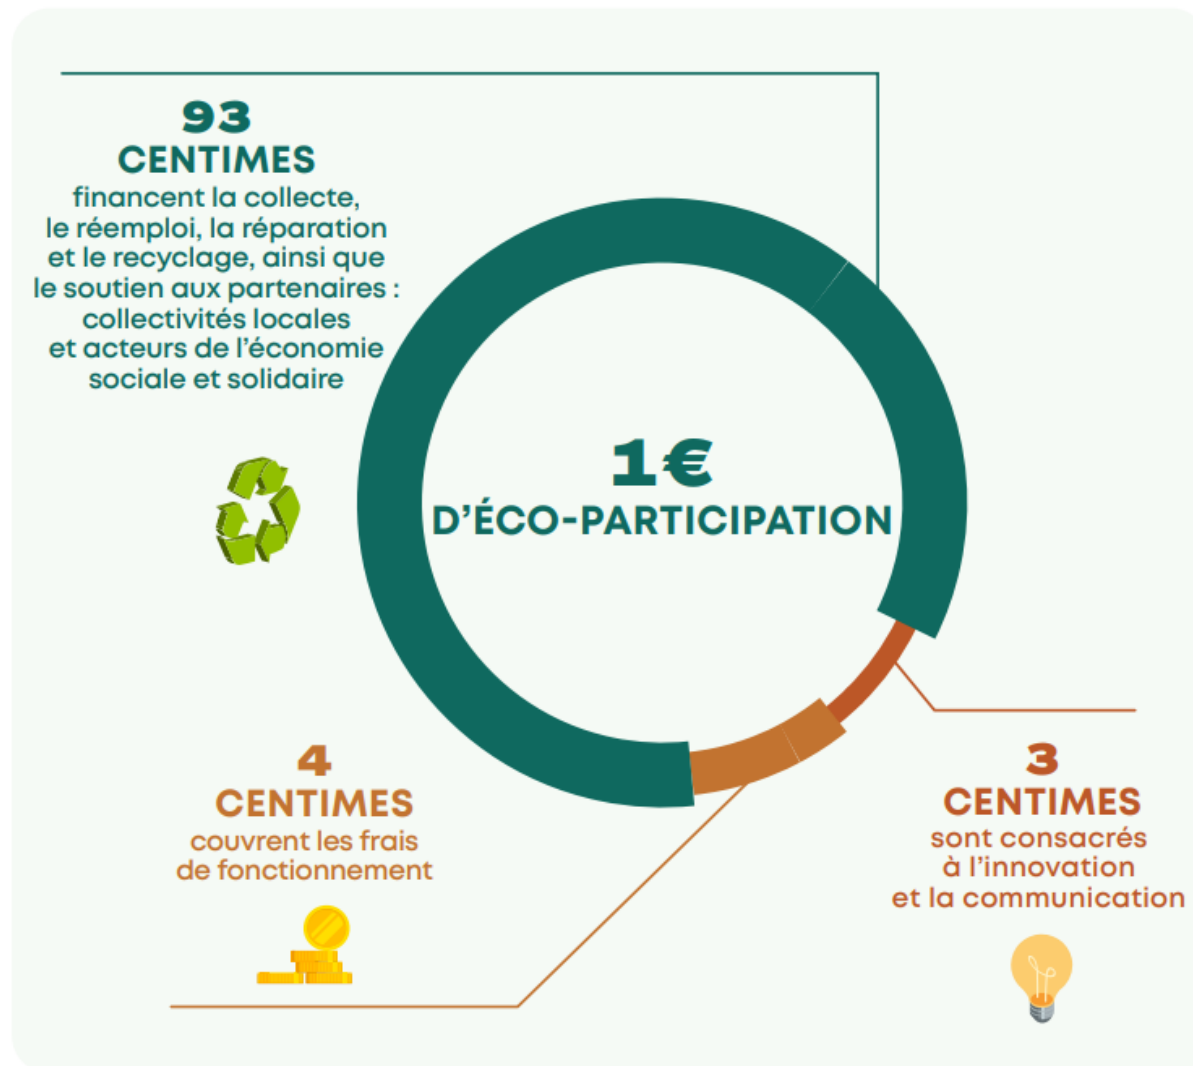 93
CENTIMES
financent la collecte,
le réemploi, la réparation
et le recyclage, ainsi que
le soutien aux partenaires :
collectivités locales
et acteurs de l’économie
sociale et solidaire
1€
D’ÉCO-PARTICIPATION
4
CENTIMES
couvrent les frais
de fonctionnement
3
CENTIMES
sont consacrés
à l’innovation
et la communication